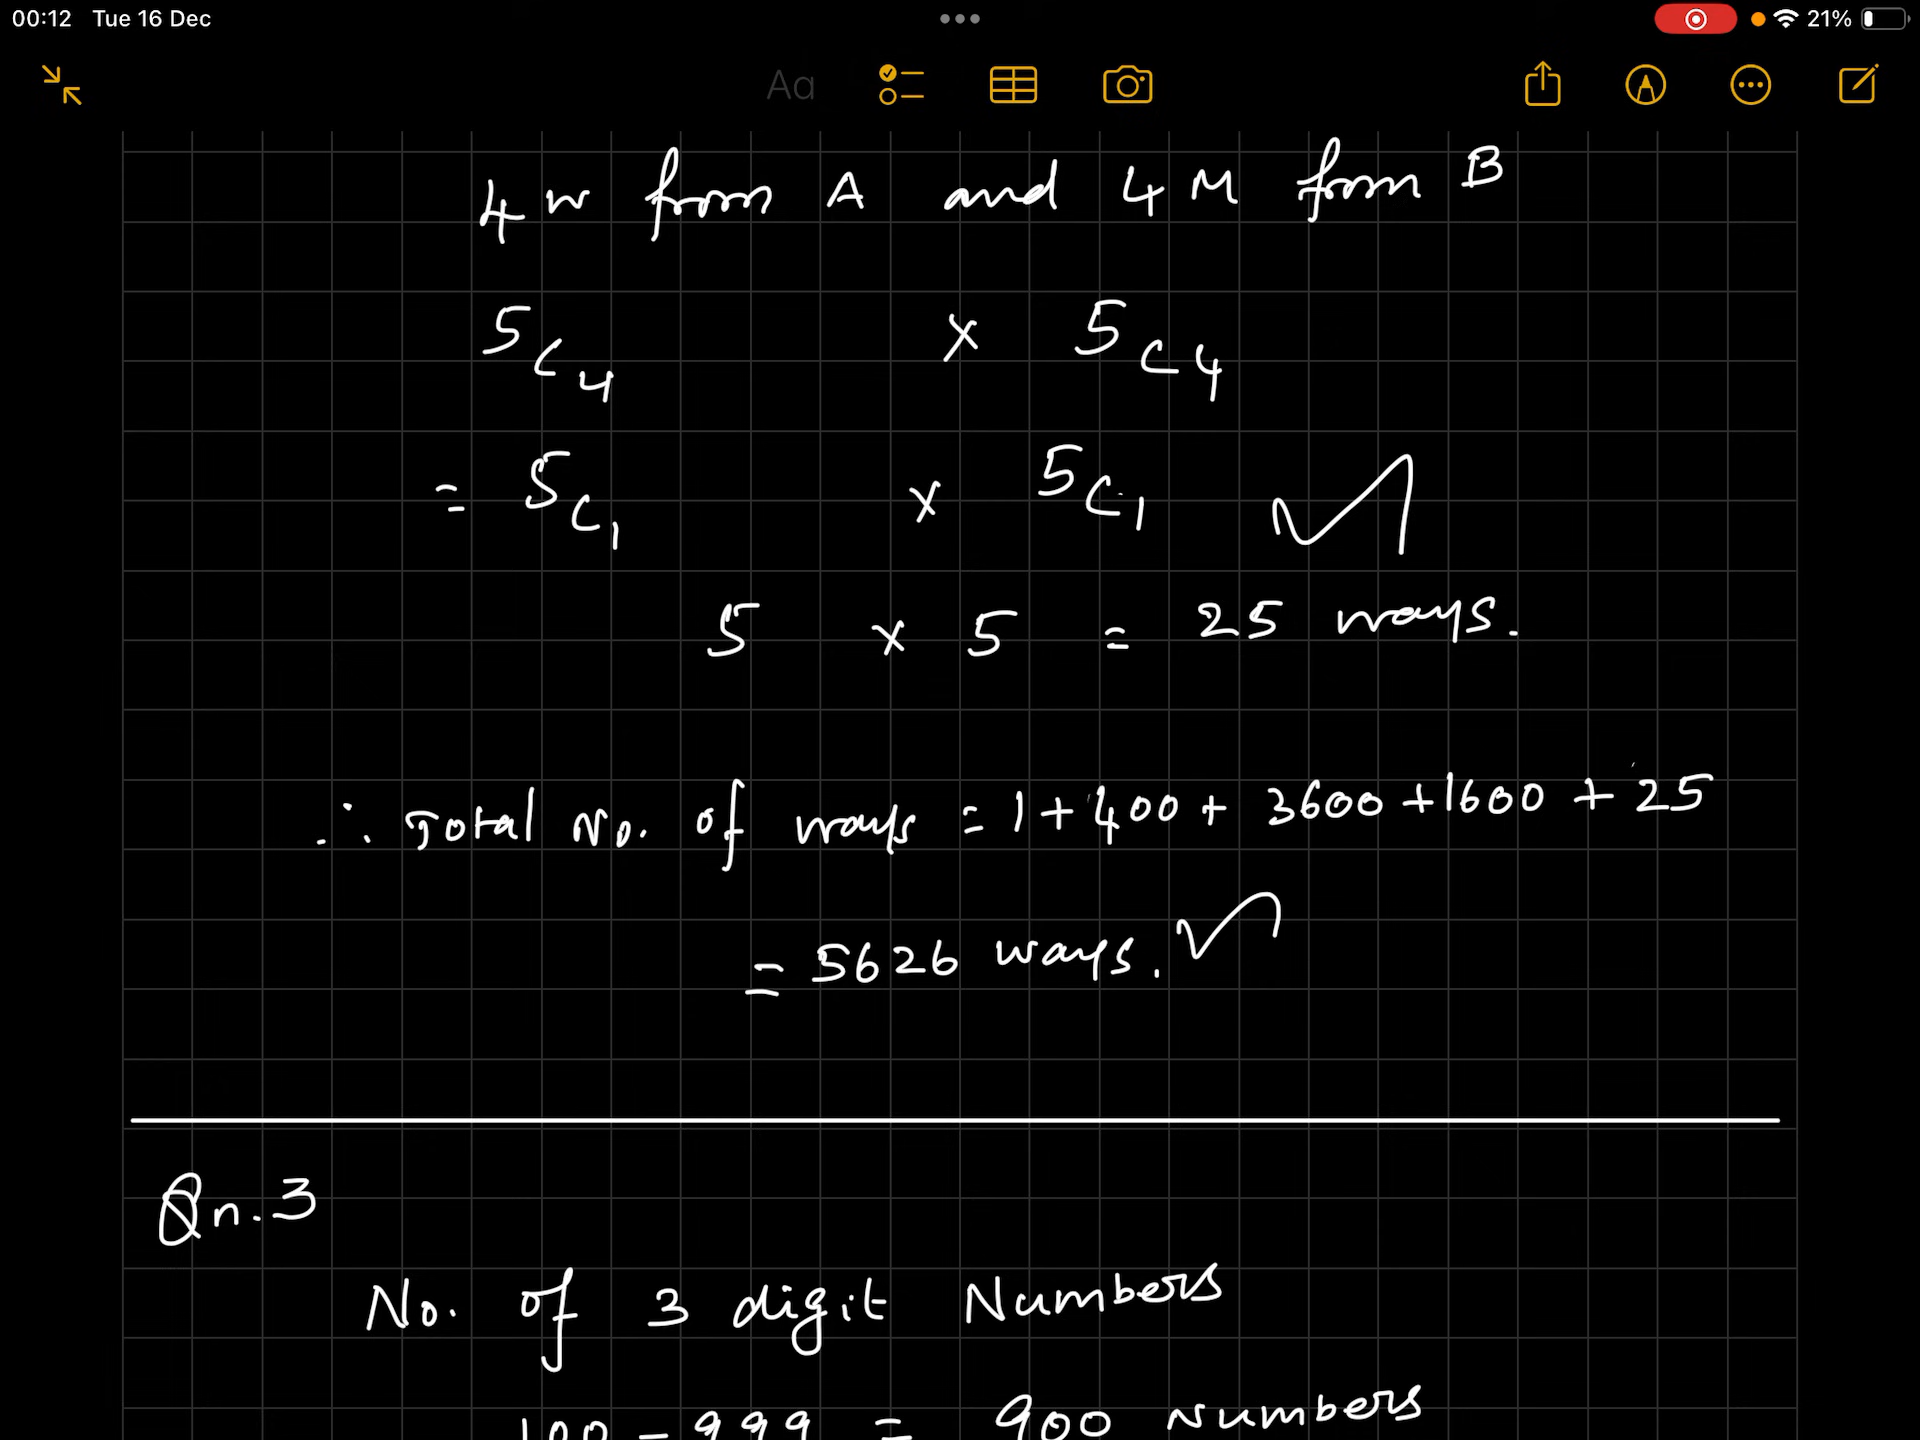 00:12 Tue 16 Dec 21%
Aa
4 W from A and 4 M from B
5C4 x 5C4
= 5C1 x 5C1
5 x 5 = 25 ways.
∴ Total No. of ways = 1 + 400 + 3600 + 1600 + 25
= 5626 ways.
Qn. 3
No. of 3 digit Numbers
100 - 999 = 900 Numbers